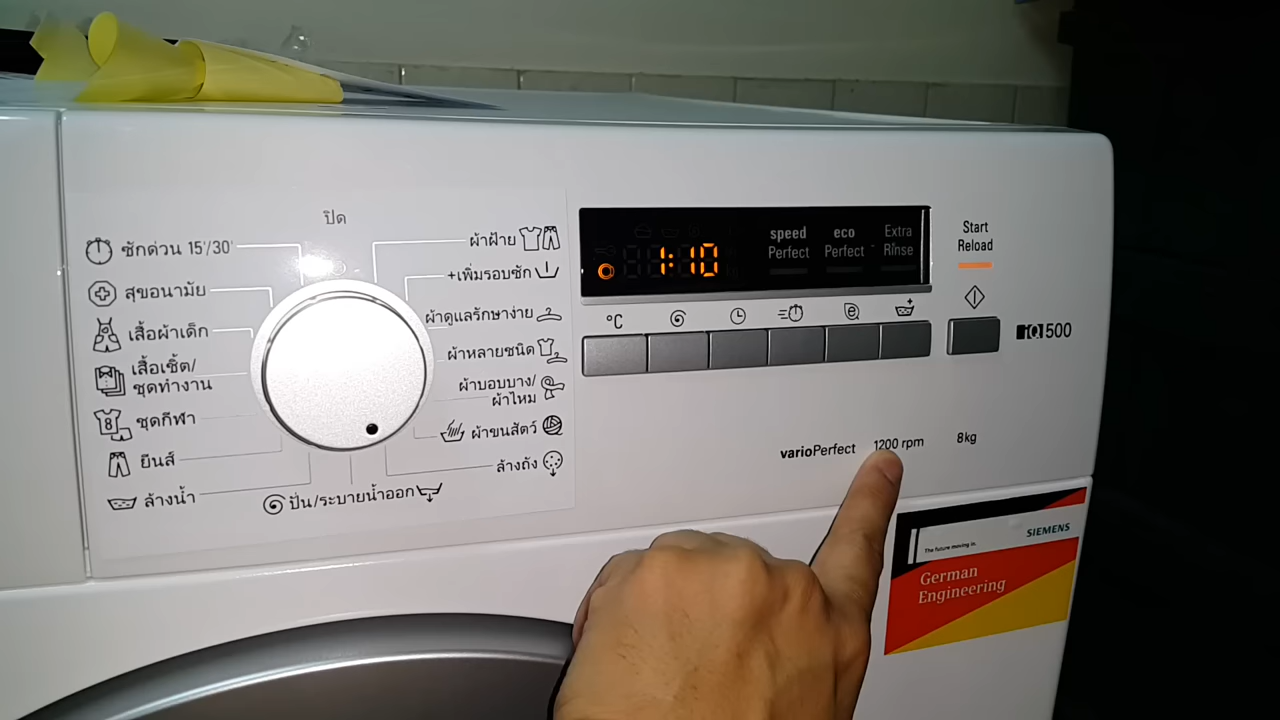 ปิด
ซักด่วน 15'/30'
สุขอนามัย
เสื้อผ้าเด็ก
เสื้อเชิ้ต/
ชุดทำงาน
8
ชุดกีฬา
ยีนส์
ล้างน้ำ
ผ้าฝ้าย
+เพิ่มรอบซัก
ผ้าดูแลรักษาง่าย
ผ้าหลายชนิด
ผ้าบอบบาง/
ผ้าไหม
ผ้าขนสัตว์
ล้างถัง
ปั่น/ระบายน้ำออก
1:10
speed
Perfect
eco
Perfect
Extra
Rinse
Start
Reload
°C
e
iQ500
varioPerfect 1200 rpm 8kg
SIEMENS
The future moving in.
German
Engineering